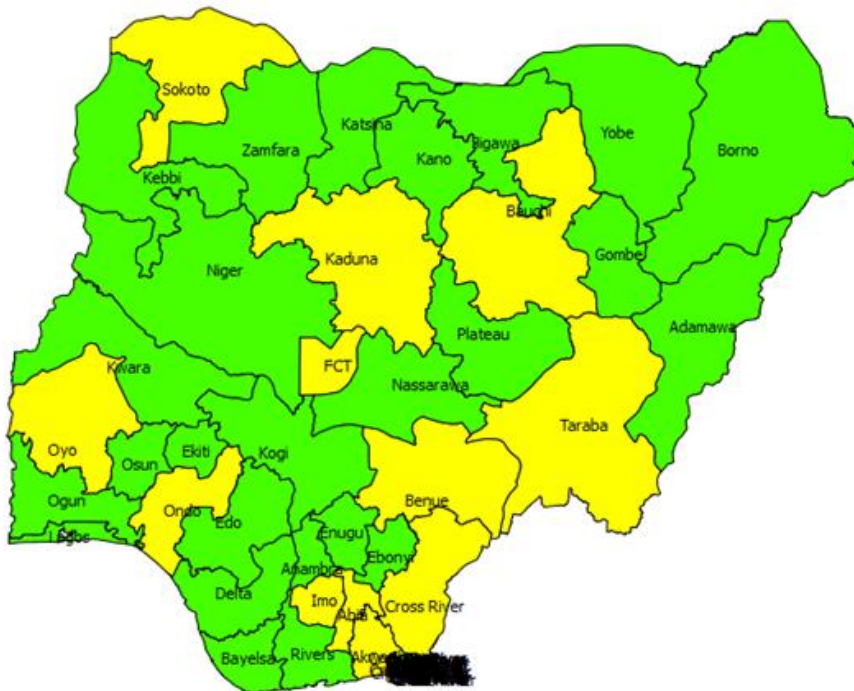 Sokoto
Katsina
Zamfara
Kano
Jigawa
Yobe
Borno
Kebbi
Bauchi
Niger
Kaduna
Gombe
Plateau
Adamawa
FCT
Nassarawa
Kwara
Taraba
Oyo
Osun
Ekiti
Kogi
Benue
Ogun
Ondo
Edo
Lagos
Enugu
Ebonyi
Anambra
Delta
Imo
Abia
Cross River
Bayelsa
Rivers